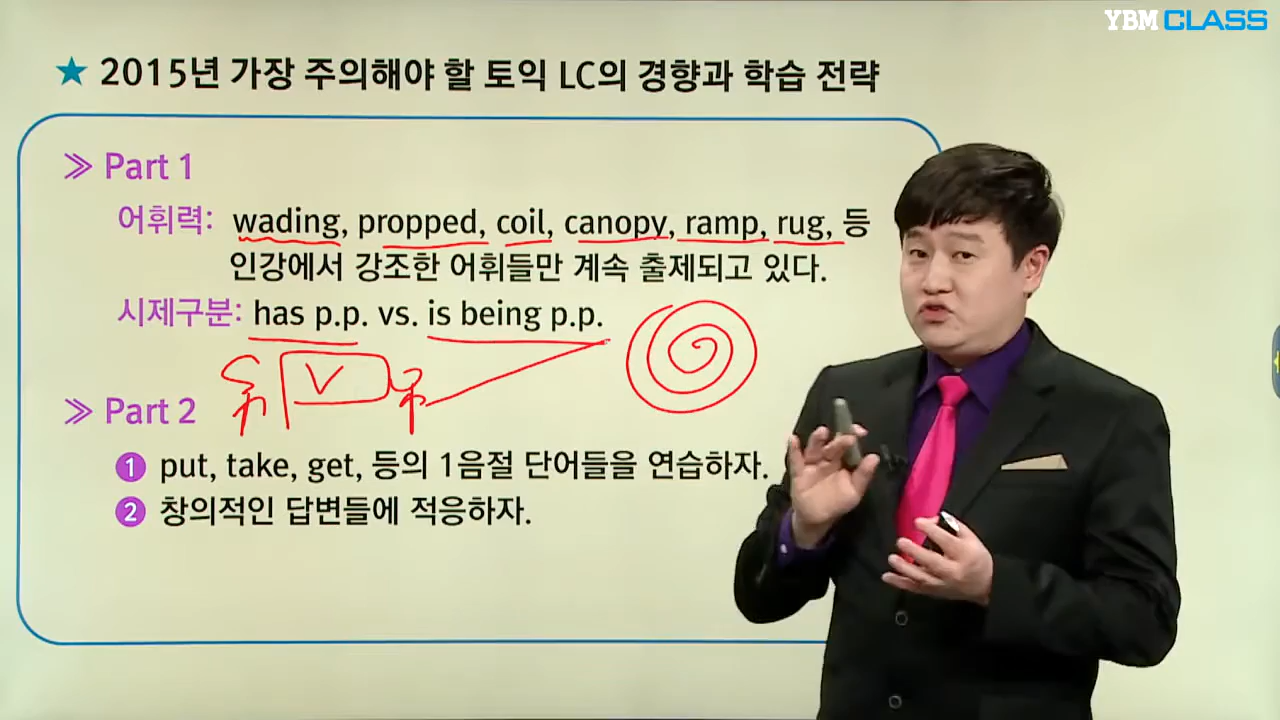 YBM CLASS
★ 2015년 가장 주의해야 할 토익 LC의 경향과 학습 전략
≫ Part 1
어휘력: wading, propped, coil, canopy, ramp, rug, 등
인강에서 강조한 어휘들만 계속 출제되고 있다.
시제구분: has p.p. vs. is being p.p.
V
≫ Part 2
1 put, take, get, 등의 1음절 단어들을 연습하자.
2 창의적인 답변들에 적응하자.